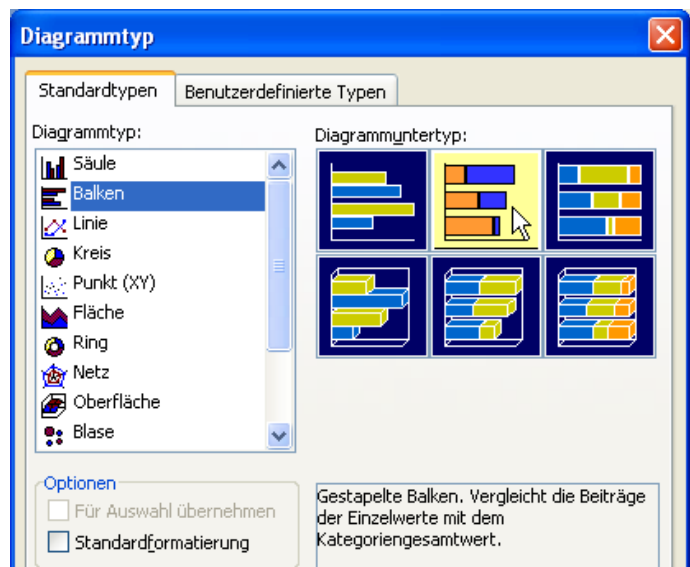 Diagrammtyp
Standardtypen
Benutzerdefinierte Typen
Diagrammtyp:
Säule
Balken
Linie
Kreis
Punkt (XY)
Fläche
Ring
Netz
Oberfläche
Blase
Diagrammuntertyp:
Optionen
Für Auswahl übernehmen
Standardformatierung
Gestapelte Balken. Vergleicht die Beiträge
der Einzelwerte mit dem
Kategoriengesamtwert.